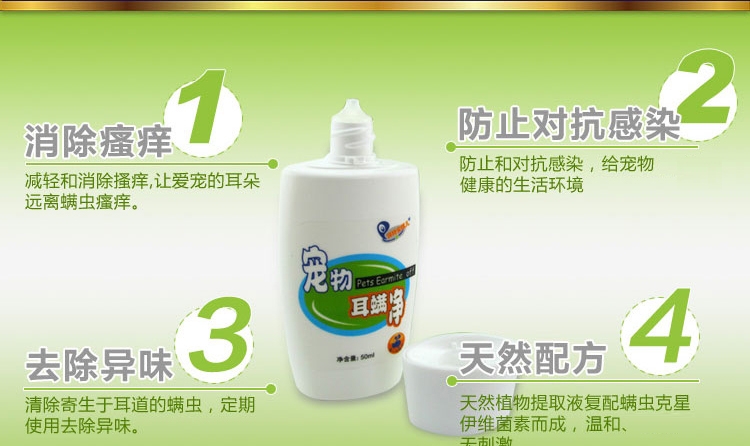 1
消除瘙痒
减轻和消除搔痒,让爱宠的耳朵
远离螨虫瘙痒。
2
防止对抗感染
防止和对抗感染，给宠物
健康的生活环境
宠物
Pets Earmite off
耳螨净
净含量: 50ml
3
去除异味
清除寄生于耳道的螨虫，定期
使用去除异味。
4
天然配方
天然植物提取液复配螨虫克星
伊维菌素而成，温和、
无刺激